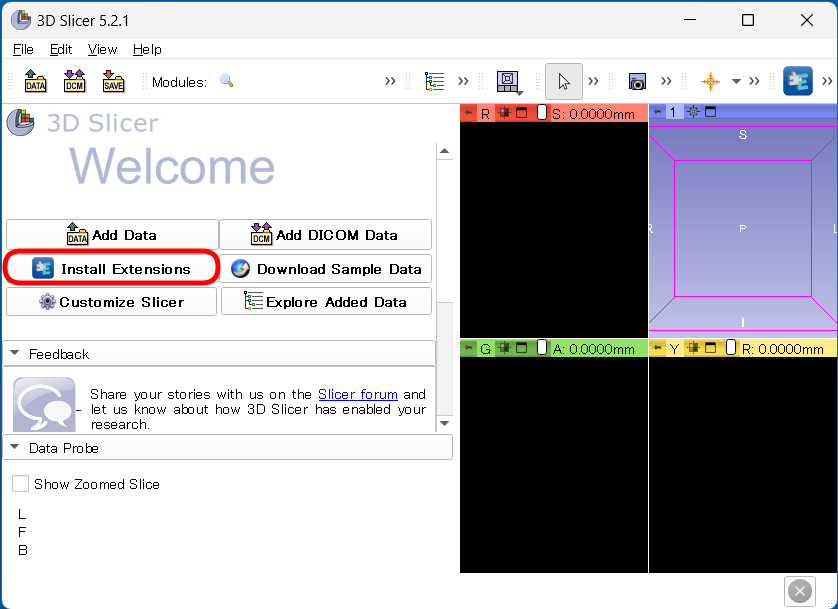 3D Slicer 5.2.1
File Edit View Help
DATA DCM SAVE Modules:
3D Slicer
Welcome
DATA Add Data
DCM Add DICOM Data
Install Extensions
Download Sample Data
Customize Slicer
Explore Added Data
Feedback
Share your stories with us on the Slicer forum and
let us know about how 3D Slicer has enabled your
research.
Data Probe
Show Zoomed Slice
L
F
B
R S: 0.0000mm
1
S
R P L
I
G A: 0.0000mm
Y R: 0.0000mm